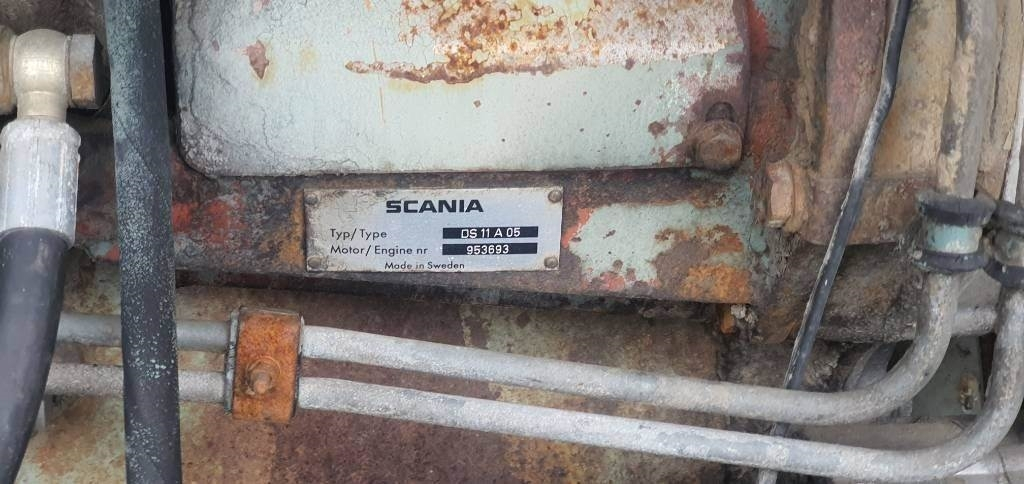 SCANIA
Typ/Type DS 11 A 05
Motor/Engine nr 953693
Made in Sweden